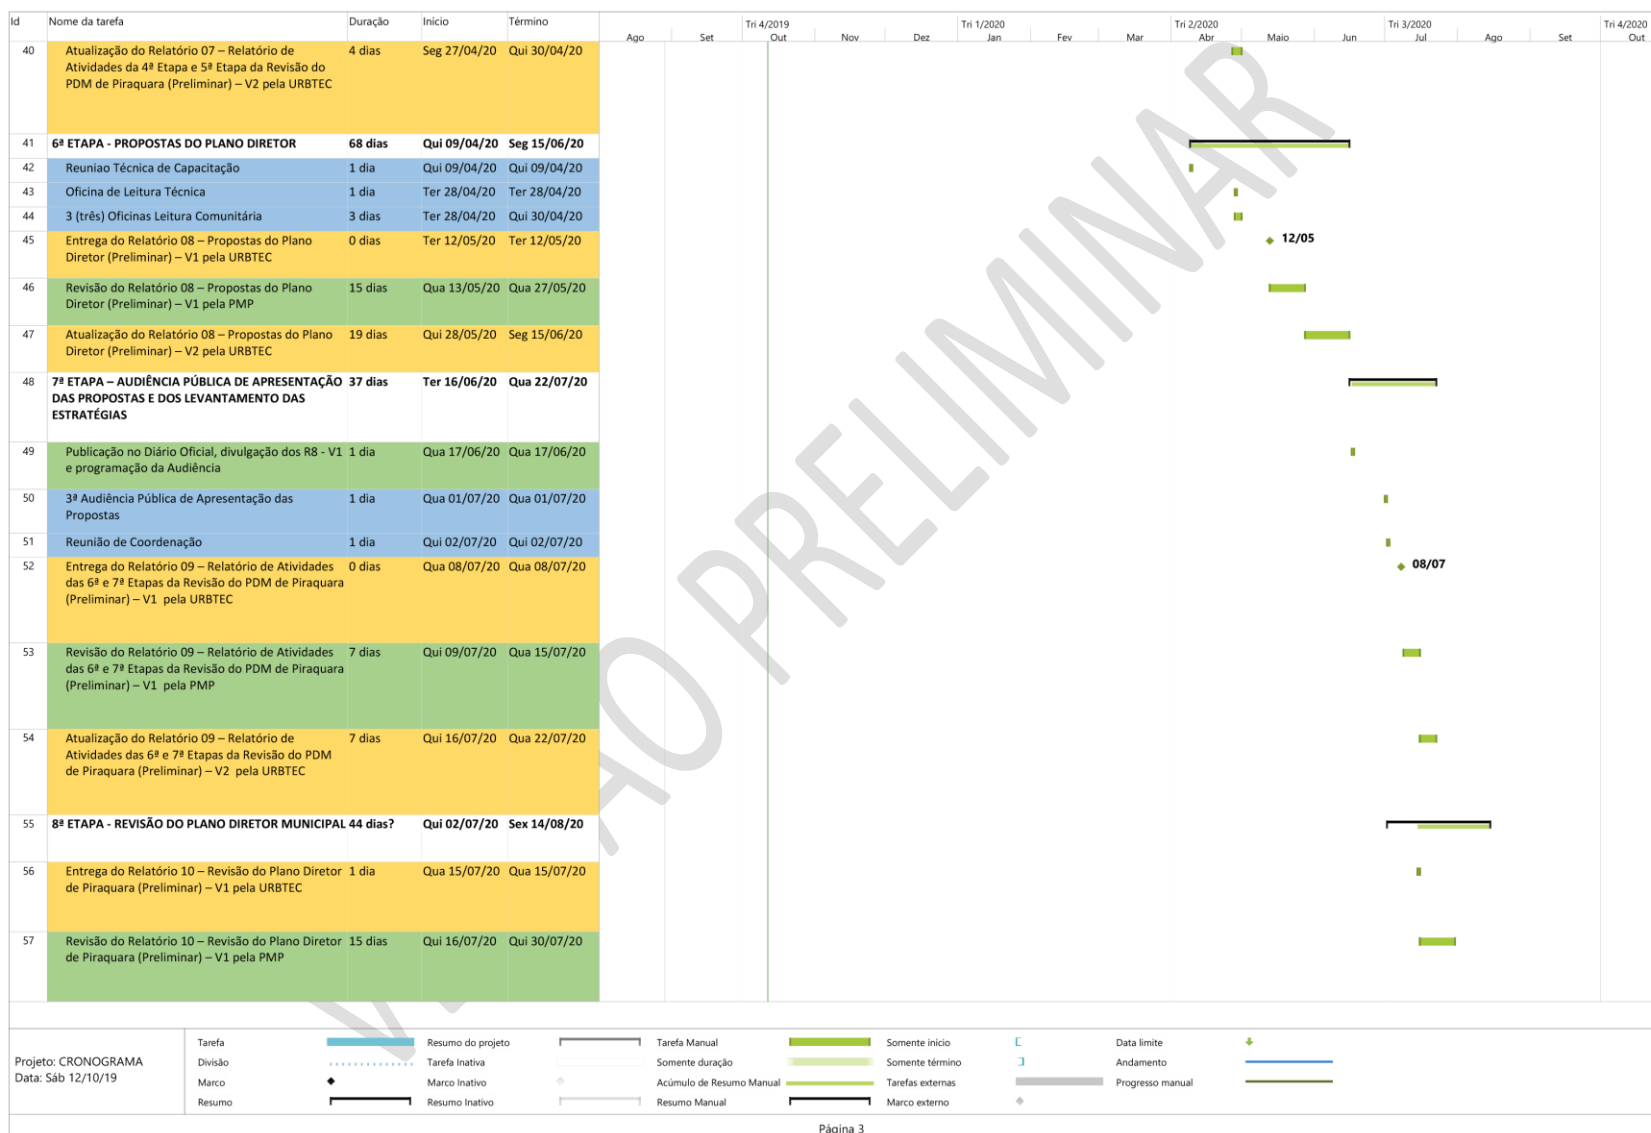 Id Nome da tarefa Duração Início Término
Tri 4/2019 Tri 1/2020 Tri 2/2020 Tri 3/2020 Tri 4/2020
Ago Set Out Nov Dez Jan Fev Mar Abr Maio Jun Jul Ago Set Out
40 Atualização do Relatório 07 – Relatório de 4 dias Seg 27/04/20 Qui 30/04/20
Atividades da 4ª Etapa e 5ª Etapa da Revisão do
PDM de Piraquara (Preliminar) – V2 pela URBTEC
41 6ª ETAPA - PROPOSTAS DO PLANO DIRETOR 68 dias Qui 09/04/20 Seg 15/06/20
42 Reuniao Técnica de Capacitação 1 dia Qui 09/04/20 Qui 09/04/20
43 Oficina de Leitura Técnica 1 dia Ter 28/04/20 Ter 28/04/20
44 3 (três) Oficinas Leitura Comunitária 3 dias Ter 28/04/20 Qui 30/04/20
45 Entrega do Relatório 08 – Propostas do Plano 0 dias Ter 12/05/20 Ter 12/05/20 12/05
Diretor (Preliminar) – V1 pela URBTEC
46 Revisão do Relatório 08 – Propostas do Plano 15 dias Qua 13/05/20 Qua 27/05/20
Diretor (Preliminar) – V1 pela PMP
47 Atualização do Relatório 08 – Propostas do Plano 19 dias Qui 28/05/20 Seg 15/06/20
Diretor (Preliminar) – V2 pela URBTEC
48 7ª ETAPA – AUDIÊNCIA PÚBLICA DE APRESENTAÇÃO 37 dias Ter 16/06/20 Qua 22/07/20
DAS PROPOSTAS E DOS LEVANTAMENTO DAS
ESTRATÉGIAS
49 Publicação no Diário Oficial, divulgação dos R8 - V1 1 dia Qua 17/06/20 Qua 17/06/20
e programação da Audiência
50 3ª Audiência Pública de Apresentação das 1 dia Qua 01/07/20 Qua 01/07/20
Propostas
51 Reunião de Coordenação 1 dia Qui 02/07/20 Qui 02/07/20
52 Entrega do Relatório 09 – Relatório de Atividades 0 dias Qua 08/07/20 Qua 08/07/20 08/07
das 6ª e 7ª Etapas da Revisão do PDM de Piraquara
(Preliminar) – V1 pela URBTEC
53 Revisão do Relatório 09 – Relatório de Atividades 7 dias Qui 09/07/20 Qua 15/07/20
das 6ª e 7ª Etapas da Revisão do PDM de Piraquara
(Preliminar) – V1 pela PMP
54 Atualização do Relatório 09 – Relatório de 7 dias Qui 16/07/20 Qua 22/07/20
Atividades das 6ª e 7ª Etapas da Revisão do PDM
de Piraquara (Preliminar) – V2 pela URBTEC
55 8ª ETAPA - REVISÃO DO PLANO DIRETOR MUNICIPAL 44 dias? Qui 02/07/20 Sex 14/08/20
56 Entrega do Relatório 10 – Revisão do Plano Diretor 1 dia Qua 15/07/20 Qua 15/07/20
de Piraquara (Preliminar) – V1 pela URBTEC
57 Revisão do Relatório 10 – Revisão do Plano Diretor 15 dias Qui 16/07/20 Qui 30/07/20
de Piraquara (Preliminar) – V1 pela PMP
PRELIMINAR
Projeto: CRONOGRAMA
Data: Sáb 12/10/19
Tarefa Resumo do projeto Tarefa Manual Somente início Data limite
Divisão Tarefa Inativa Somente duração Somente término Andamento
Marco Marco Inativo Acúmulo de Resumo Manual Tarefas externas Progresso manual
Resumo Resumo Inativo Resumo Manual Marco externo
Página 3